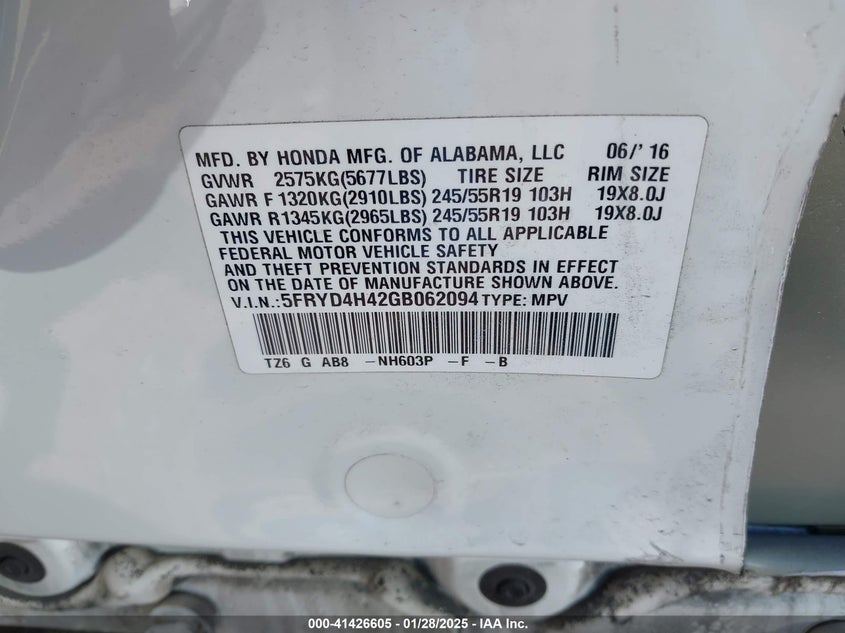 MFD. BY HONDA MFG. OF ALABAMA, LLC 06/'16
GVWR 2575KG(5677LBS) TIRE SIZE RIM SIZE
GAWR F 1320KG(2910LBS) 245/55R19 103H 19X8.0J
GAWR R1345KG(2965LBS) 245/55R19 103H 19X8.0J
THIS VEHICLE CONFORMS TO ALL APPLICABLE
FEDERAL MOTOR VEHICLE SAFETY
AND THEFT PREVENTION STANDARDS IN EFFECT
ON THE DATE OF MANUFACTURE SHOWN ABOVE.
V.I.N.:5FRYD4H42GB062094 TYPE: MPV
TZ6 G AB8 -NH603P -F -B
000-41426605 - 01/28/2025 - IAA Inc.